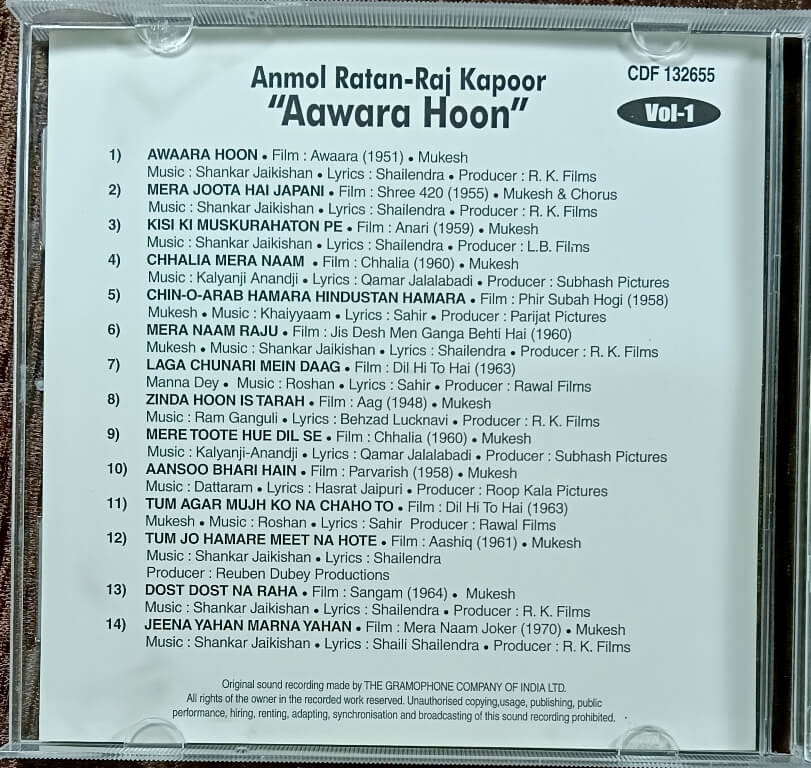 Anmol Ratan-Raj Kapoor
"Aawara Hoon"
CDF 132655
Vol-1
1) AWAARA HOON • Film : Awaara (1951) • Mukesh
Music : Shankar Jaikishan • Lyrics : Shailendra • Producer : R. K. Films
2) MERA JOOTA HAI JAPANI • Film : Shree 420 (1955) • Mukesh & Chorus
Music : Shankar Jaikishan • Lyrics : Shailendra • Producer : R. K. Films
3) KISI KI MUSKURAHATON PE • Film : Anari (1959) • Mukesh
Music : Shankar Jaikishan • Lyrics : Shailendra • Producer : L.B. Films
4) CHHALIA MERA NAAM • Film : Chhalia (1960) • Mukesh
Music : Kalyanji Anandji • Lyrics : Qamar Jalalabadi • Producer : Subhash Pictures
5) CHIN-O-ARAB HAMARA HINDUSTAN HAMARA • Film : Phir Subah Hogi (1958)
Mukesh • Music : Khaiyyaam • Lyrics : Sahir • Producer : Parijat Pictures
6) MERA NAAM RAJU • Film : Jis Desh Men Ganga Behti Hai (1960)
Mukesh • Music : Shankar Jaikishan • Lyrics : Shailendra • Producer : R. K. Films
7) LAGA CHUNARI MEIN DAAG • Film : Dil Hi To Hai (1963)
Manna Dey • Music : Roshan • Lyrics : Sahir • Producer : Rawal Films
8) ZINDA HOON IS TARAH • Film : Aag (1948) • Mukesh
Music : Ram Ganguli • Lyrics : Behzad Lucknavi • Producer : R. K. Films
9) MERE TOOTE HUE DIL SE • Film : Chhalia (1960) • Mukesh
Music : Kalyanji-Anandji • Lyrics : Qamar Jalalabadi • Producer : Subhash Pictures
10) AANSOO BHARI HAIN • Film : Parvarish (1958) • Mukesh
Music : Dattaram • Lyrics : Hasrat Jaipuri • Producer : Roop Kala Pictures
11) TUM AGAR MUJH KO NA CHAHO TO • Film : Dil Hi To Hai (1963)
Mukesh • Music : Roshan • Lyrics : Sahir Producer : Rawal Films
12) TUM JO HAMARE MEET NA HOTE • Film : Aashiq (1961) • Mukesh
Music : Shankar Jaikishan • Lyrics : Shailendra
Producer : Reuben Dubey Productions
13) DOST DOST NA RAHA • Film : Sangam (1964) • Mukesh
Music : Shankar Jaikishan • Lyrics : Shailendra • Producer : R. K. Films
14) JEENA YAHAN MARNA YAHAN • Film : Mera Naam Joker (1970) • Mukesh
Music : Shankar Jaikishan • Lyrics : Shaili Shailendra • Producer : R. K. Films
Original sound recording made by THE GRAMOPHONE COMPANY OF INDIA LTD.
All rights of the owner in the recorded work reserved. Unauthorised copying,usage, publishing, public
performance, hiring, renting, adapting, synchronisation and broadcasting of this sound recording prohibited.